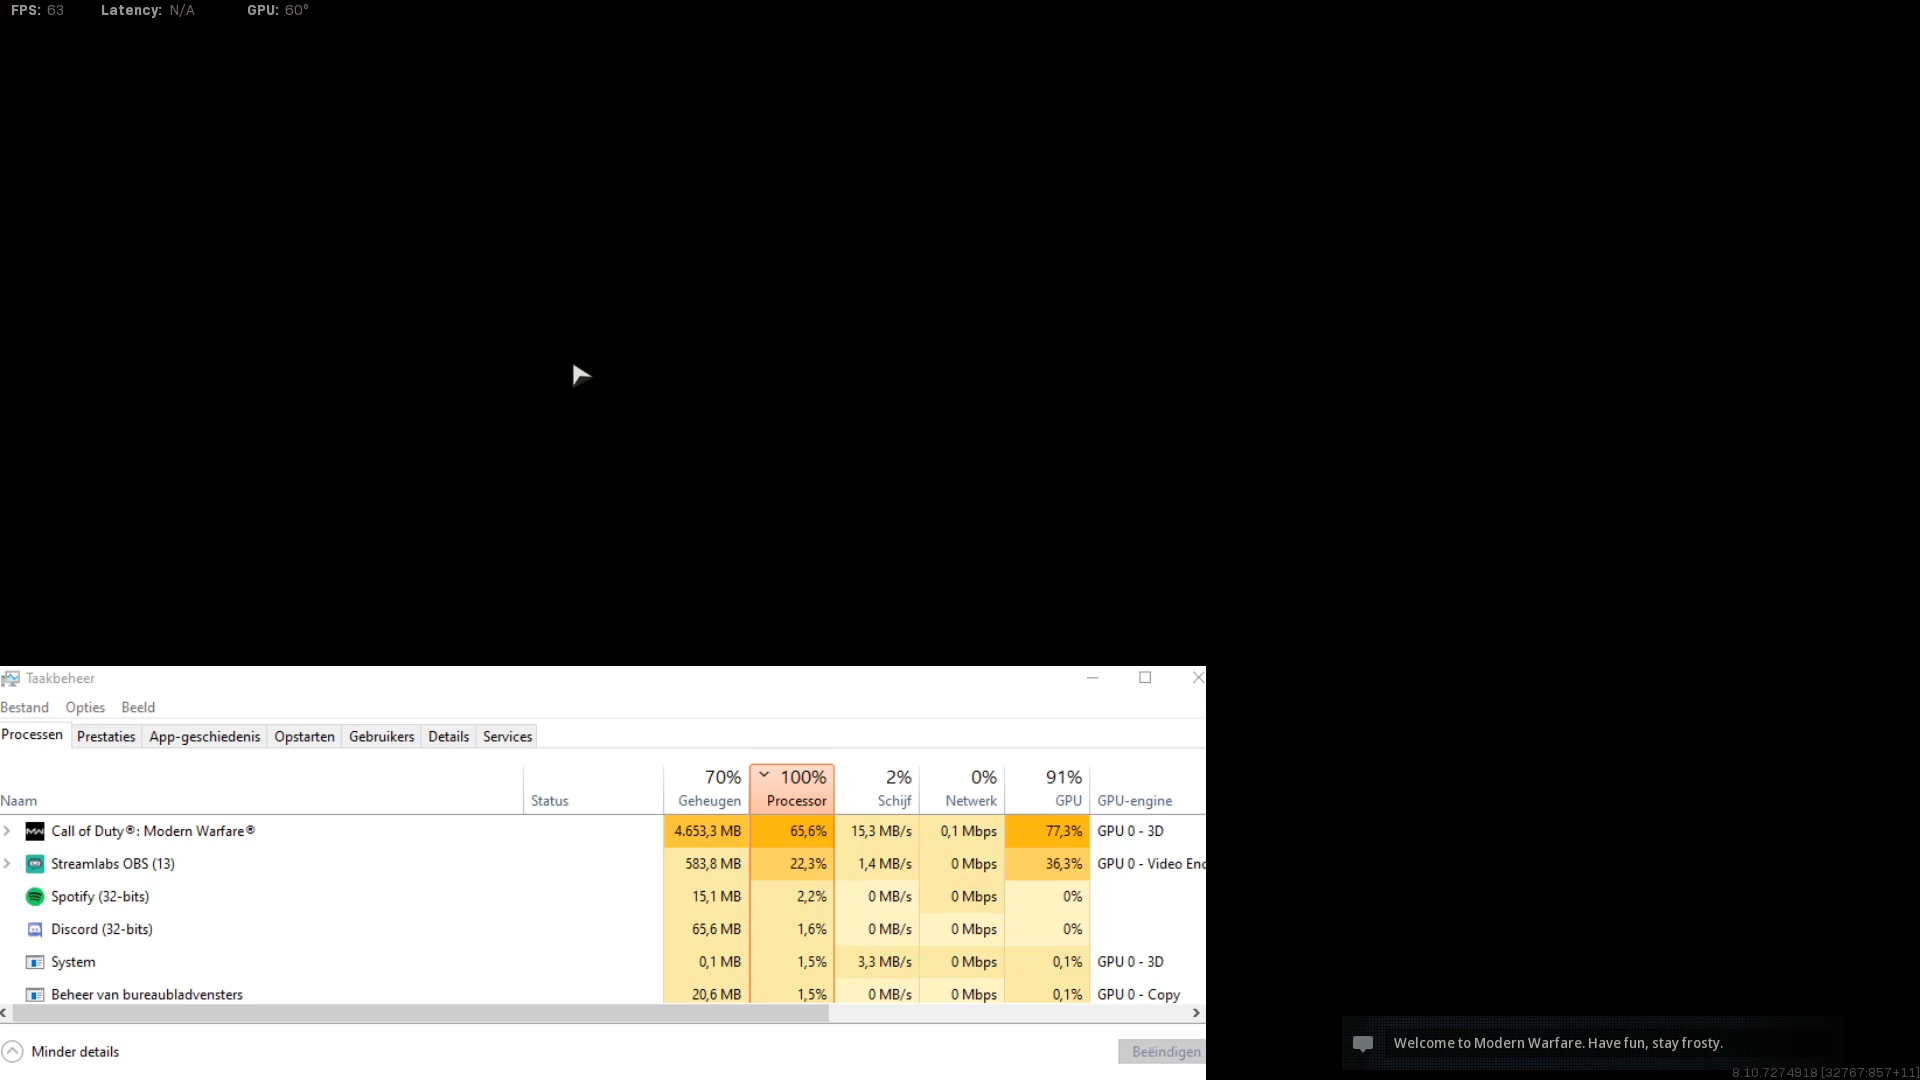 FPS: 63 Latency: N/A GPU: 60°
Taakbeheer
Bestand Opties Beeld
Processen Prestaties App-geschiedenis Opstarten Gebruikers Details Services
70% 100% 2% 0% 91%
Naam Status Geheugen Processor Schijf Netwerk GPU GPU-engine
Call of Duty®: Modern Warfare® 4.653,3 MB 65,6% 15,3 MB/s 0,1 Mbps 77,3% GPU 0 - 3D
Streamlabs OBS (13) 583,8 MB 22,3% 1,4 MB/s 0 Mbps 36,3% GPU 0 - Video Enc
Spotify (32-bits) 15,1 MB 2,2% 0 MB/s 0 Mbps 0%
Discord (32-bits) 65,6 MB 1,6% 0 MB/s 0 Mbps 0%
System 0,1 MB 1,5% 3,3 MB/s 0 Mbps 0,1% GPU 0 - 3D
Beheer van bureaubladvensters 20,6 MB 1,5% 0 MB/s 0 Mbps 0,1% GPU 0 - Copy
Minder details Beëindigen
Welcome to Modern Warfare. Have fun, stay frosty.
8.10.7274918 [32767:857+11]